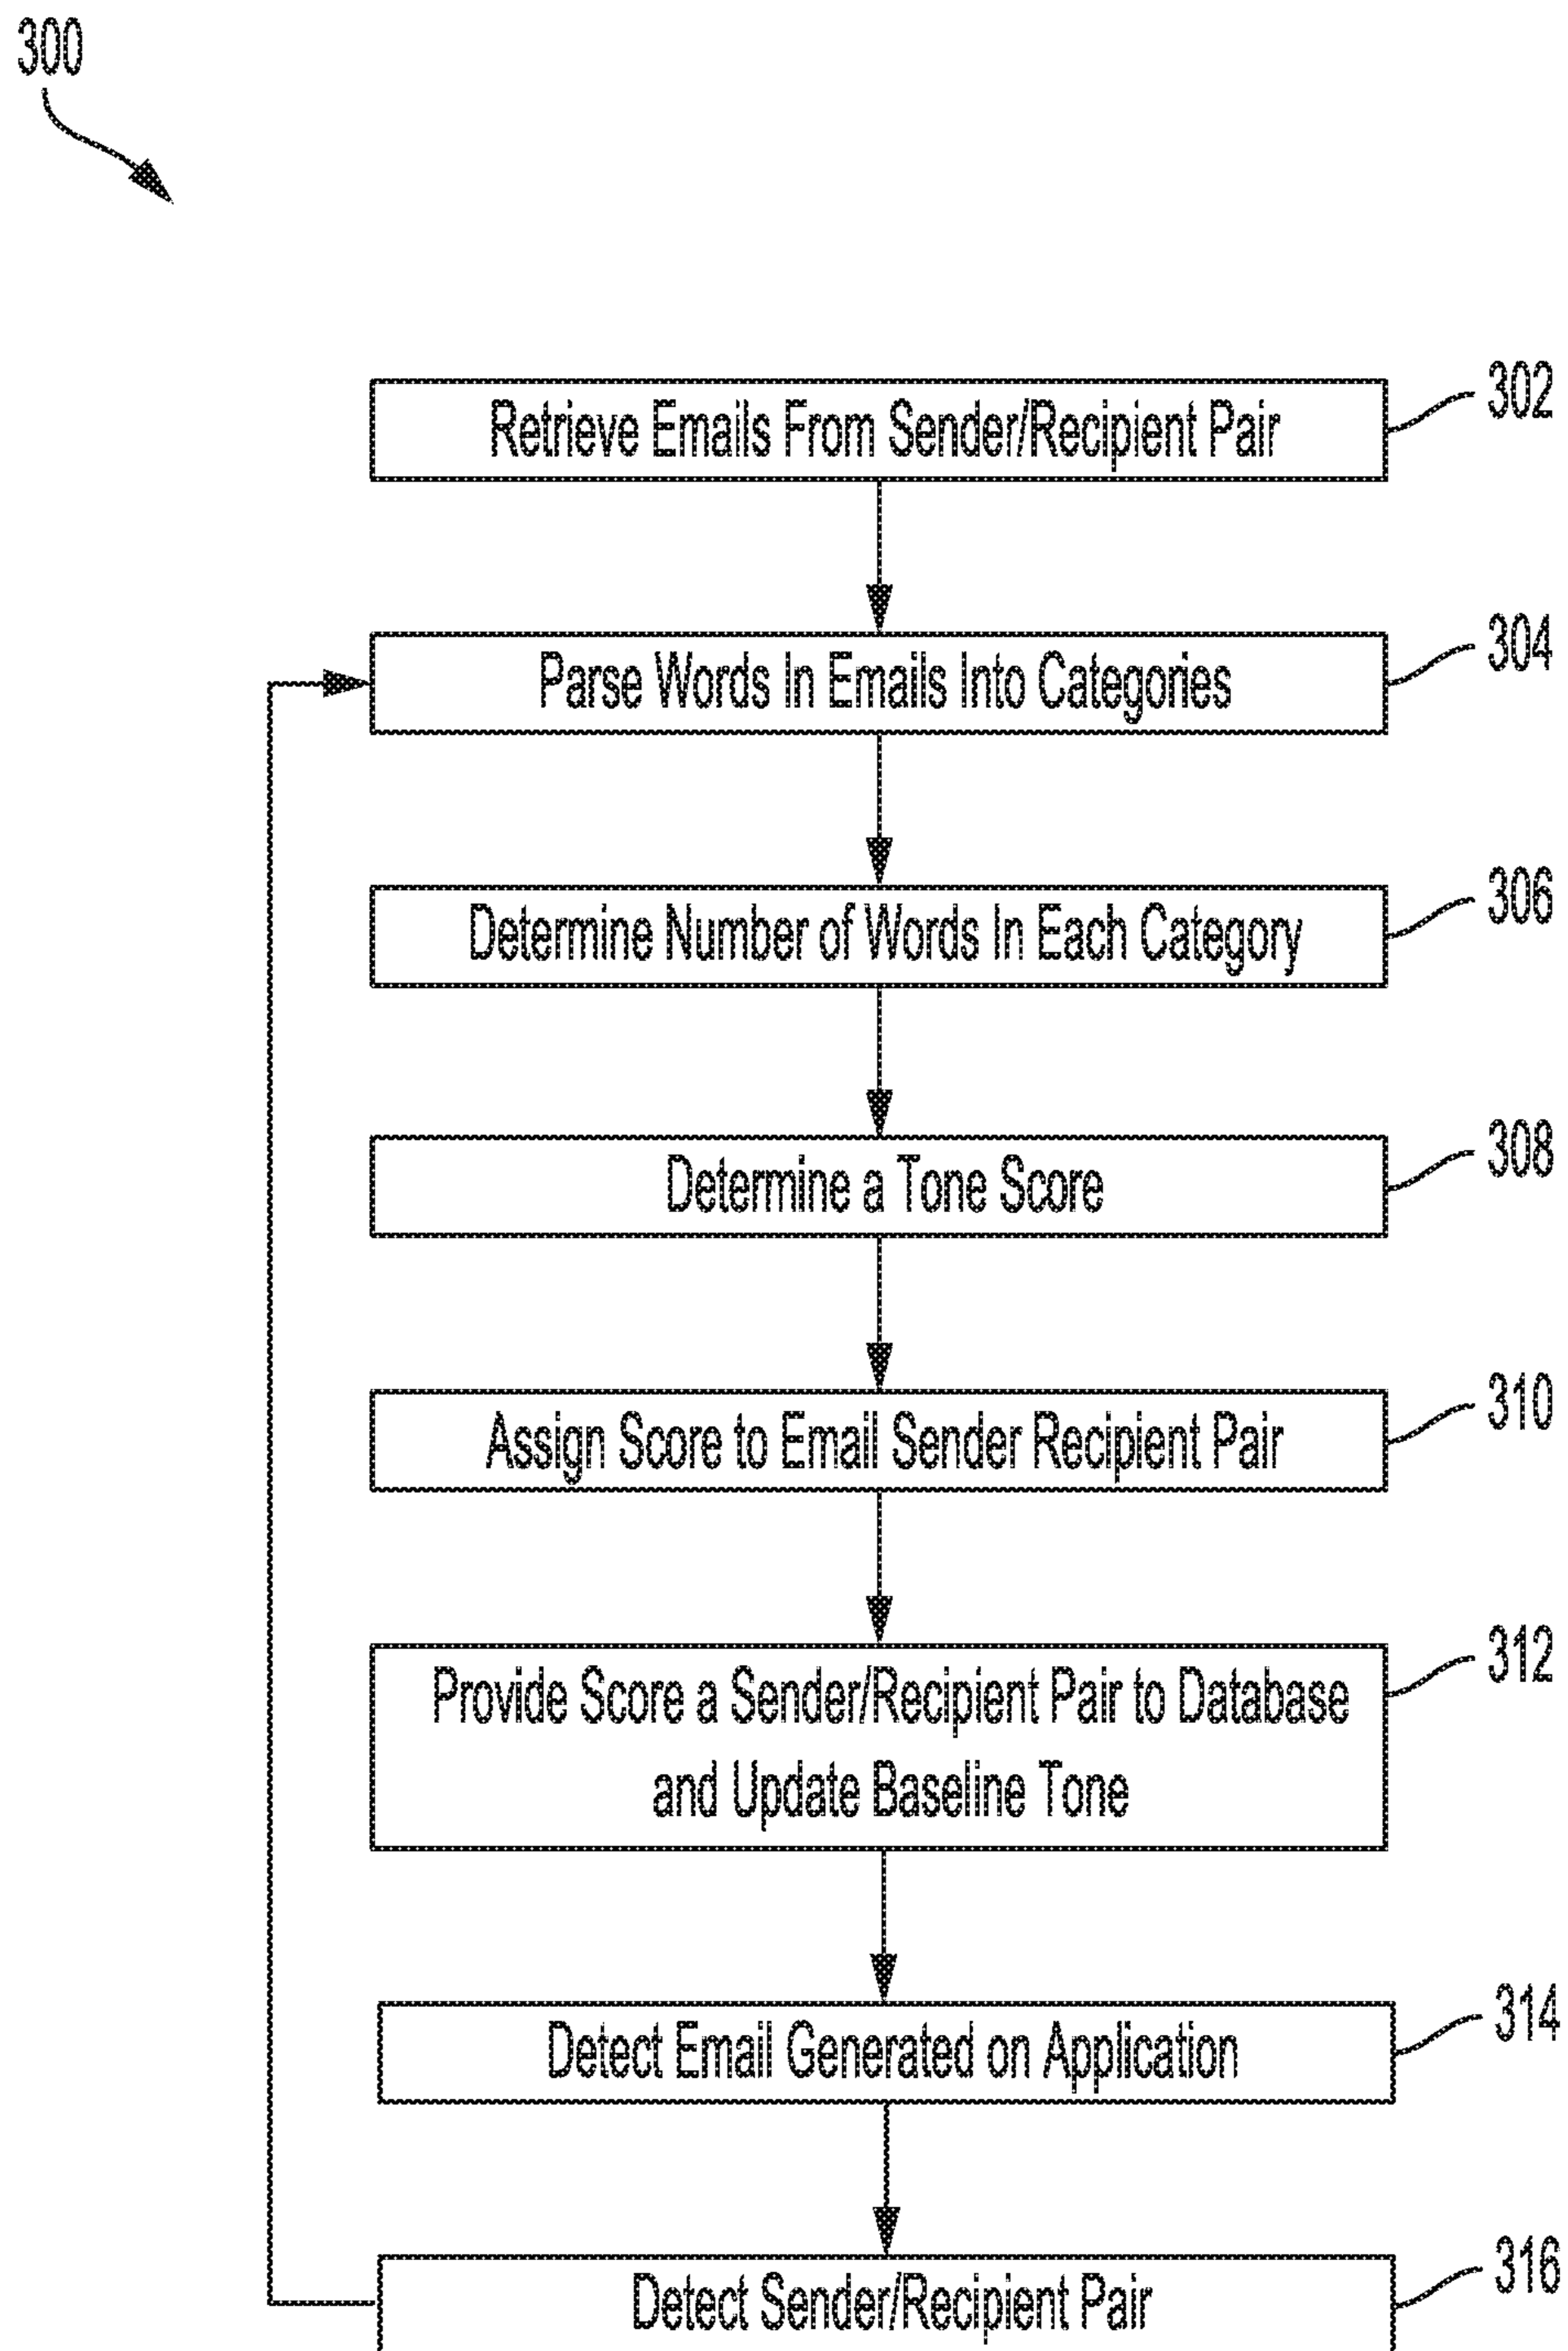 300
Retrieve Emails From Sender/Recipient Pair
302
Parse Words In Emails Into Categories
304
Determine Number of Words In Each Category
306
Determine a Tone Score
308
Assign Score to Email Sender Recipient Pair
310
Provide Score a Sender/Recipient Pair to Database
and Update Baseline Tone
312
Detect Email Generated on Application
314
Detect Sender/Recipient Pair
316